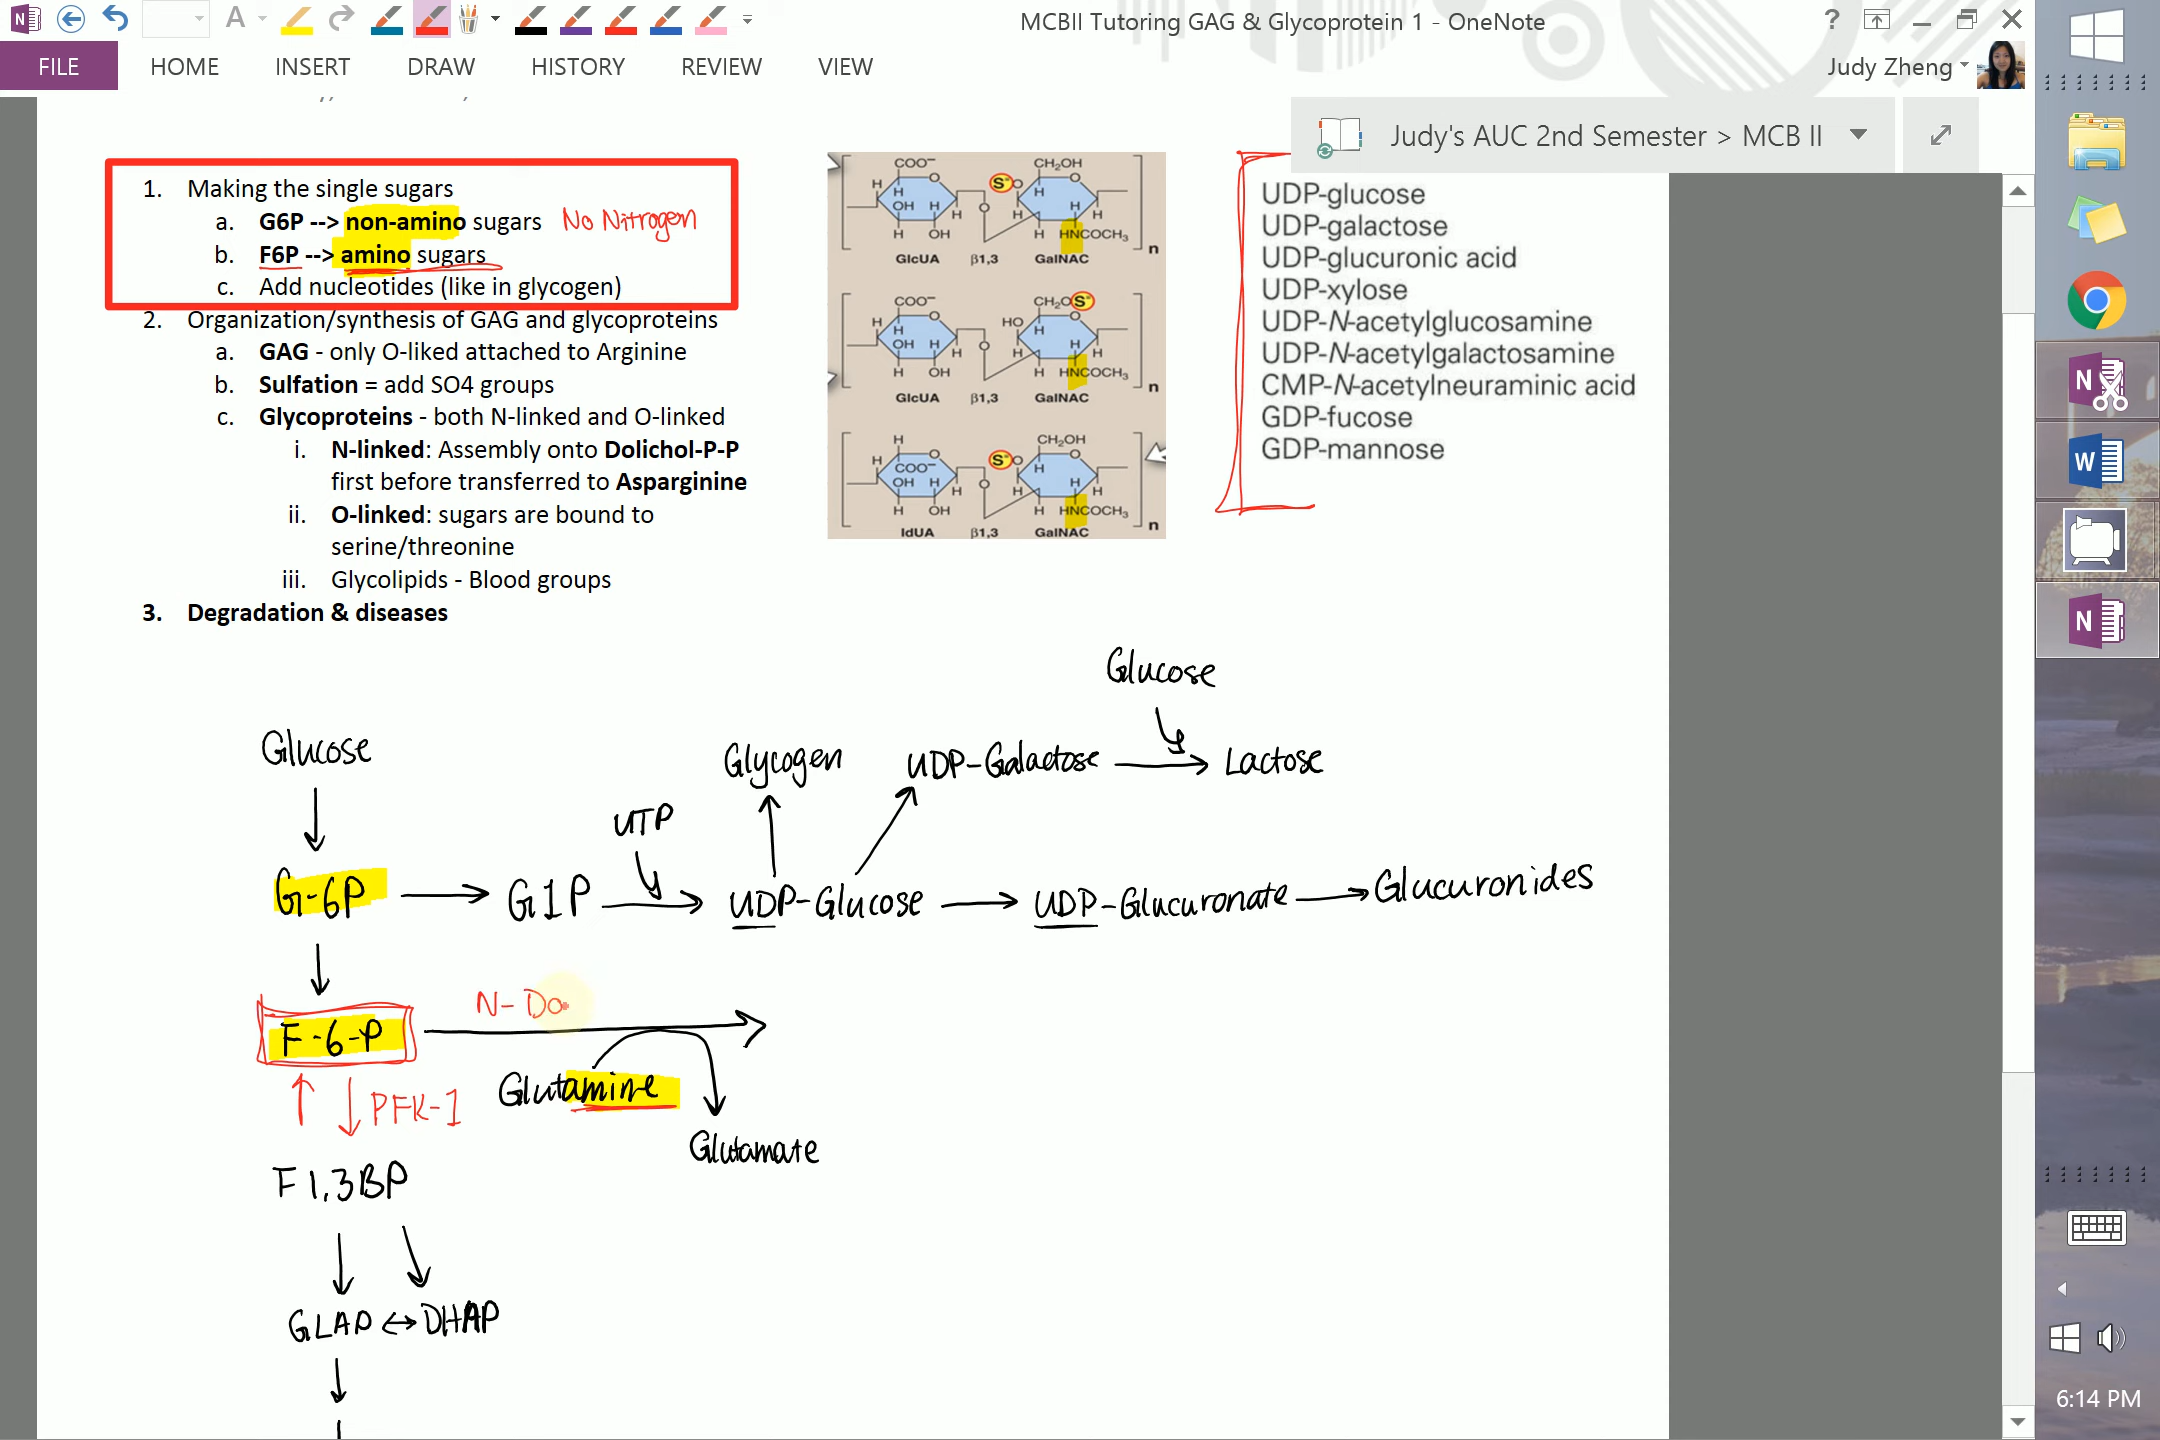 MCBII Tutoring GAG & Glycoprotein 1 - OneNote
FILE HOME INSERT DRAW HISTORY REVIEW VIEW
Judy Zheng
Judy's AUC 2nd Semester > MCB II
1. Making the single sugars
a. G6P --> non-amino sugars No Nitrogen
b. F6P --> amino sugars
c. Add nucleotides (like in glycogen)
2. Organization/synthesis of GAG and glycoproteins
a. GAG - only O-liked attached to Arginine
b. Sulfation = add SO4 groups
c. Glycoproteins - both N-linked and O-linked
i. N-linked: Assembly onto Dolichol-P-P
first before transferred to Asparginine
ii. O-linked: sugars are bound to
serine/threonine
iii. Glycolipids - Blood groups
3. Degradation & diseases
COO⁻ CH₂OH
H O S O O
H H
OH H H O H H
H OH H HNCOCH₃ n
GlcUA β1,3 GalNAC
COO⁻ CH₂O S
H O HO O
H H
OH H H O H H
H OH H HNCOCH₃ n
GlcUA β1,3 GalNAC
H CH₂OH
H O S O O
COO⁻ H
OH H H O H H
H OH H HNCOCH₃ n
IdUA β1,3 GalNAC
UDP-glucose
UDP-galactose
UDP-glucuronic acid
UDP-xylose
UDP-N-acetylglucosamine
UDP-N-acetylgalactosamine
CMP-N-acetylneuraminic acid
GDP-fucose
GDP-mannose
Glucose
Glucose Glycogen UDP-Galactose → Lactose
UTP
G-6P → G1P → UDP-Glucose → UDP-Glucuronate → Glucuronides
N-Do
F-6-P
Glutamine
PFK-1
Glutamate
F1,3BP
GLAP ↔ DHAP
6:14 PM